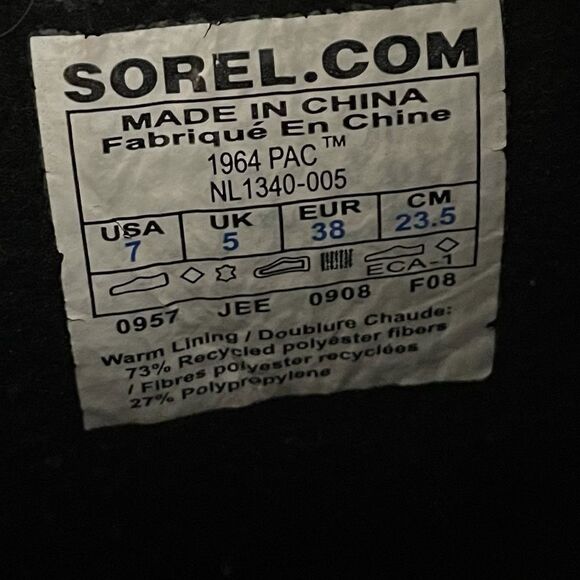 SOREL.COM
MADE IN CHINA
Fabriqué En Chine
1964 PAC™
NL1340-005
USA UK EUR CM
7 5 38 23.5
ECA-1
0957 JEE 0908 F08
Warm Lining / Doublure Chaude:
73% Recycled polyester fibers
/ Fibres polyester recyclées
27% Polypropylene